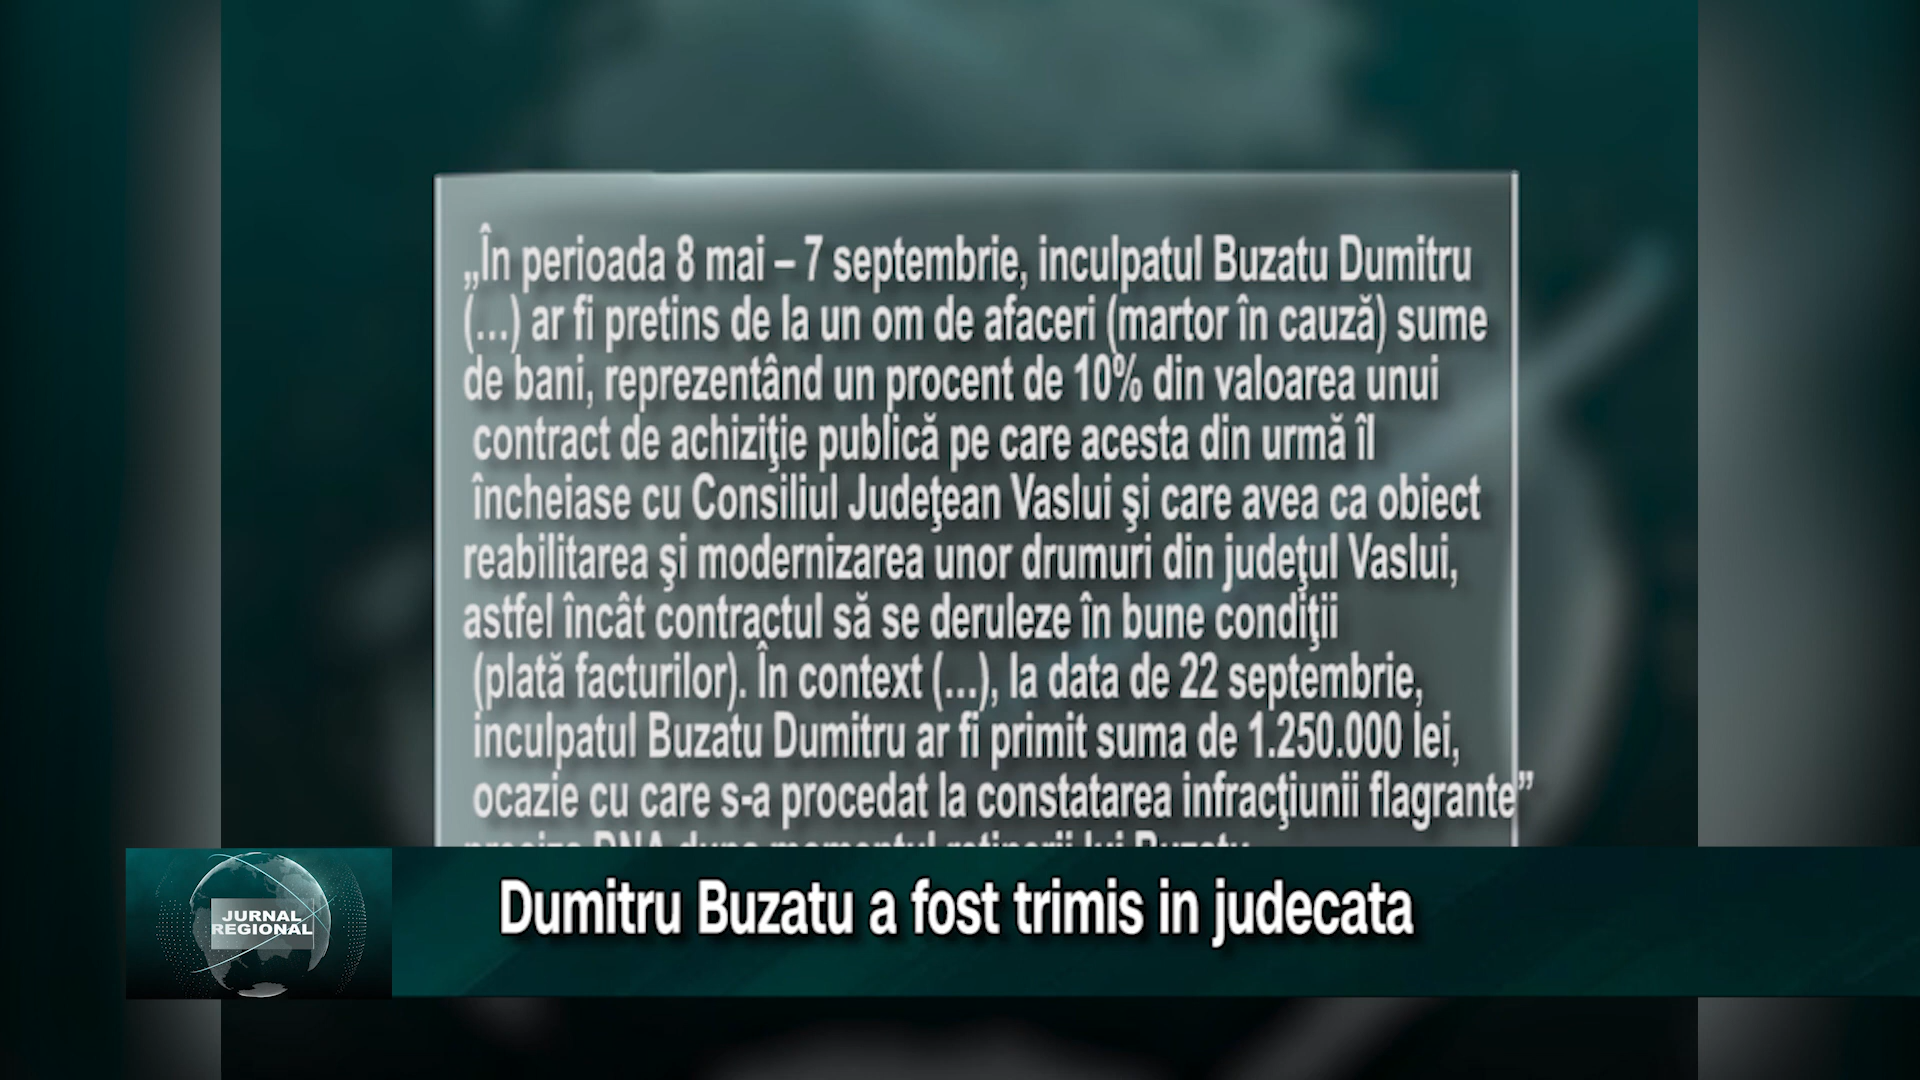 „În perioada 8 mai – 7 septembrie, inculpatul Buzatu Dumitru
(...) ar fi pretins de la un om de afaceri (martor în cauză) sume
de bani, reprezentând un procent de 10% din valoarea unui
contract de achiziţie publică pe care acesta din urmă îl
încheiase cu Consiliul Judeţean Vaslui şi care avea ca obiect
reabilitarea şi modernizarea unor drumuri din judeţul Vaslui,
astfel încât contractul să se deruleze în bune condiţii
(plată facturilor). În context (...), la data de 22 septembrie,
inculpatul Buzatu Dumitru ar fi primit suma de 1.250.000 lei,
ocazie cu care s-a procedat la constatarea infracţiunii flagrante”
JURNAL
REGIONAL
Dumitru Buzatu a fost trimis in judecata